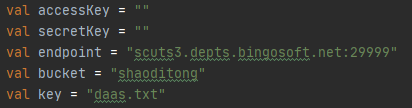 val accessKey = ""
val secretKey = ""
val endpoint = "scuts3.depts.bingosoft.net:29999"
val bucket = "shaoditong"
val key = "daas.txt"